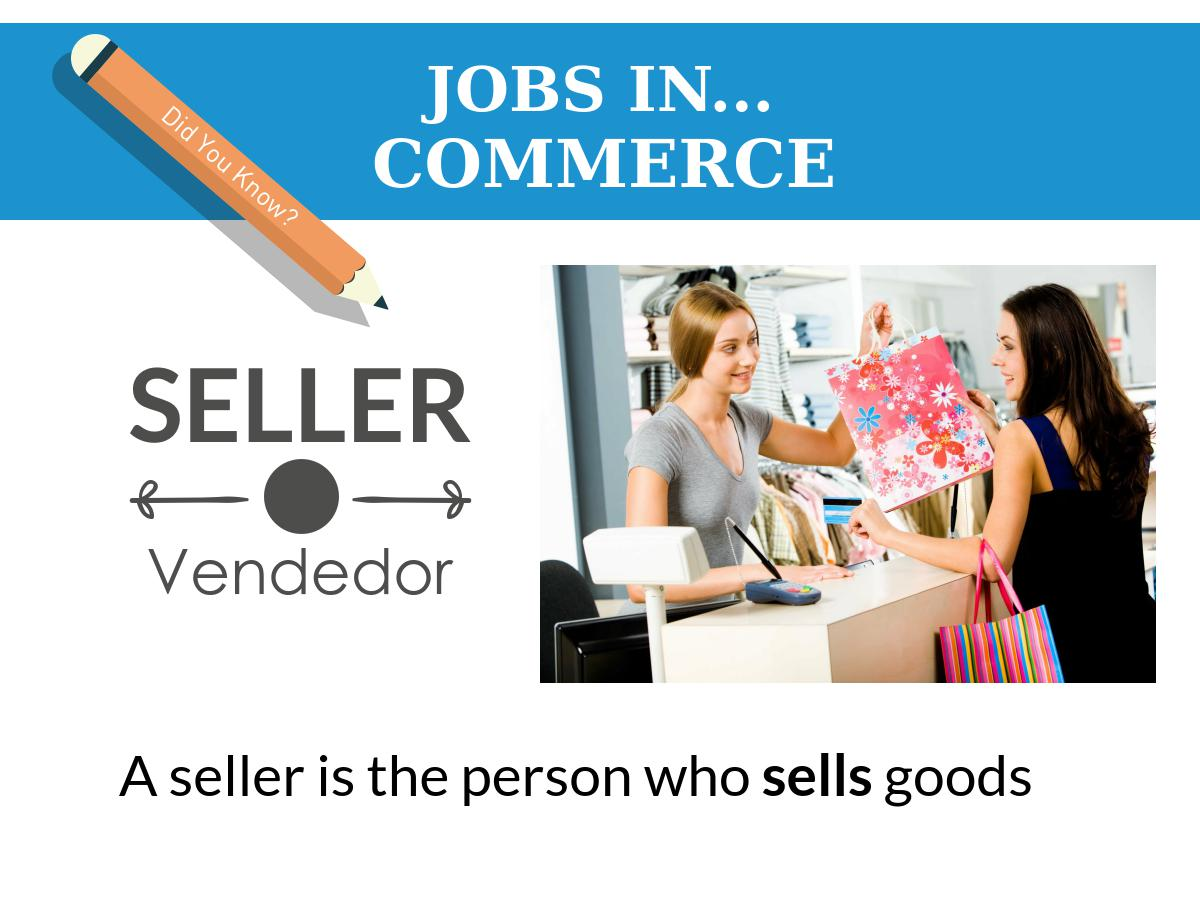 JOBS IN...
COMMERCE
Did You Know?
SELLER
Vendedor
A seller is the person who sells goods